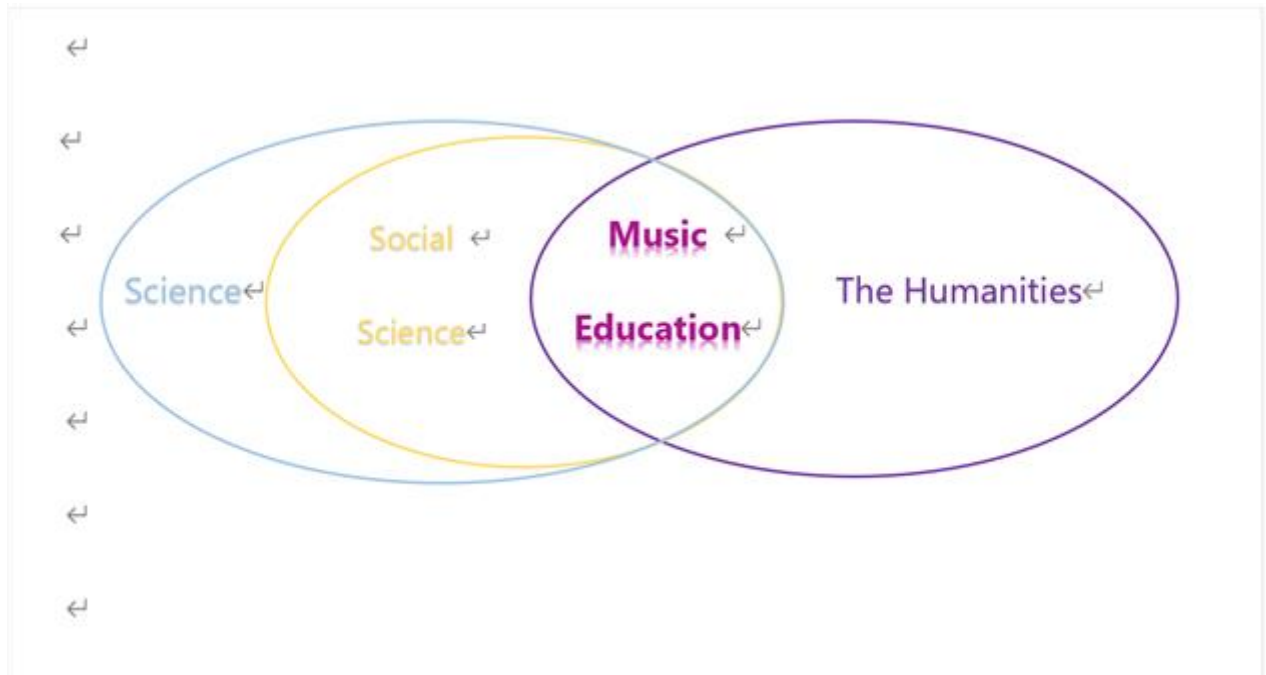 Science
Social
Science
Music
Education
The Humanities